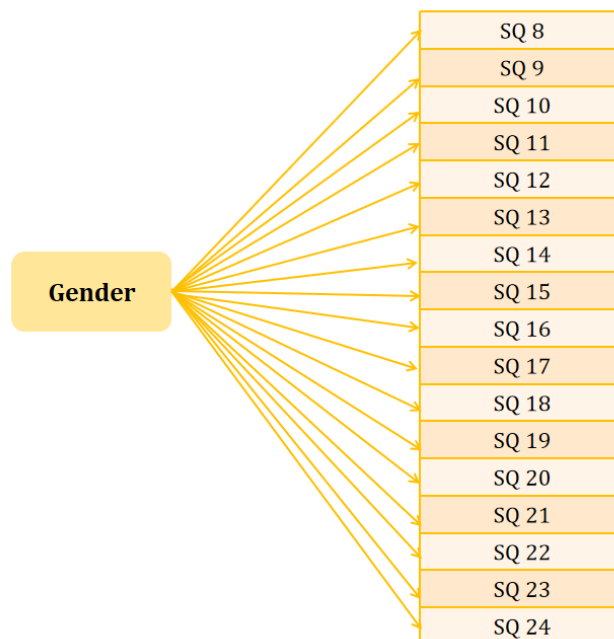 SQ 8
SQ 9
SQ 10
SQ 11
SQ 12
SQ 13
SQ 14
Gender
SQ 15
SQ 16
SQ 17
SQ 18
SQ 19
SQ 20
SQ 21
SQ 22
SQ 23
SQ 24